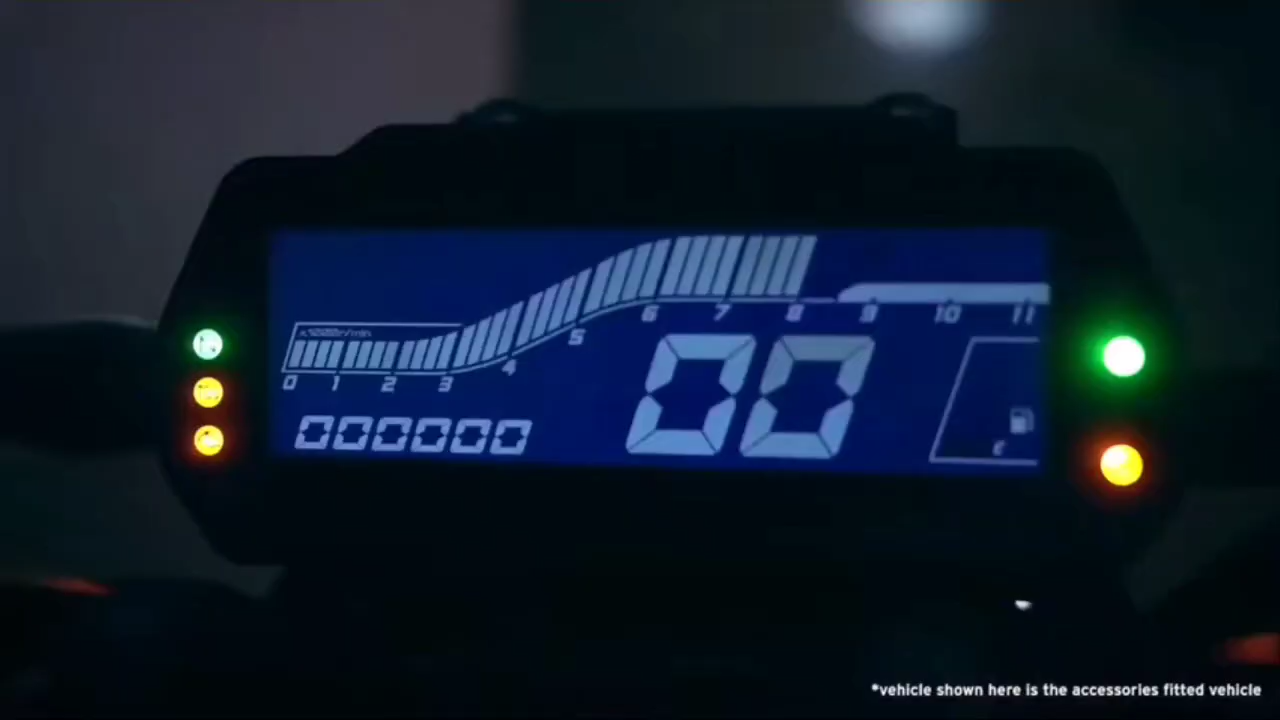 x1000r/min
0 1 2 3 4 5 6 7 8 9 10 11
000000
00
E
*vehicle shown here is the accessories fitted vehicle